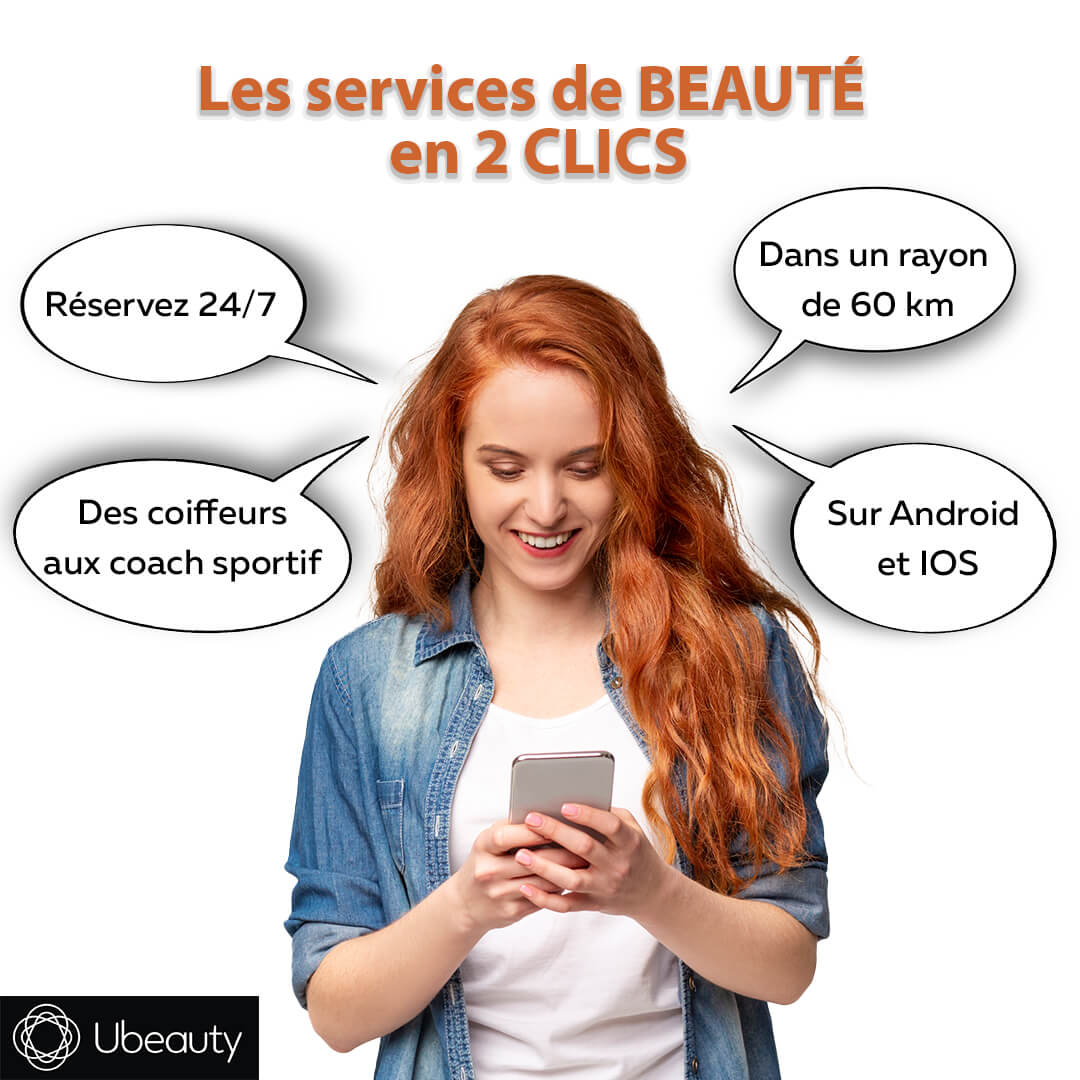 Les services de BEAUTÉ
en 2 CLICS
Réservez 24/7
Dans un rayon
de 60 km
Des coiffeurs
aux coach sportif
Sur Android
et IOS
Ubeauty